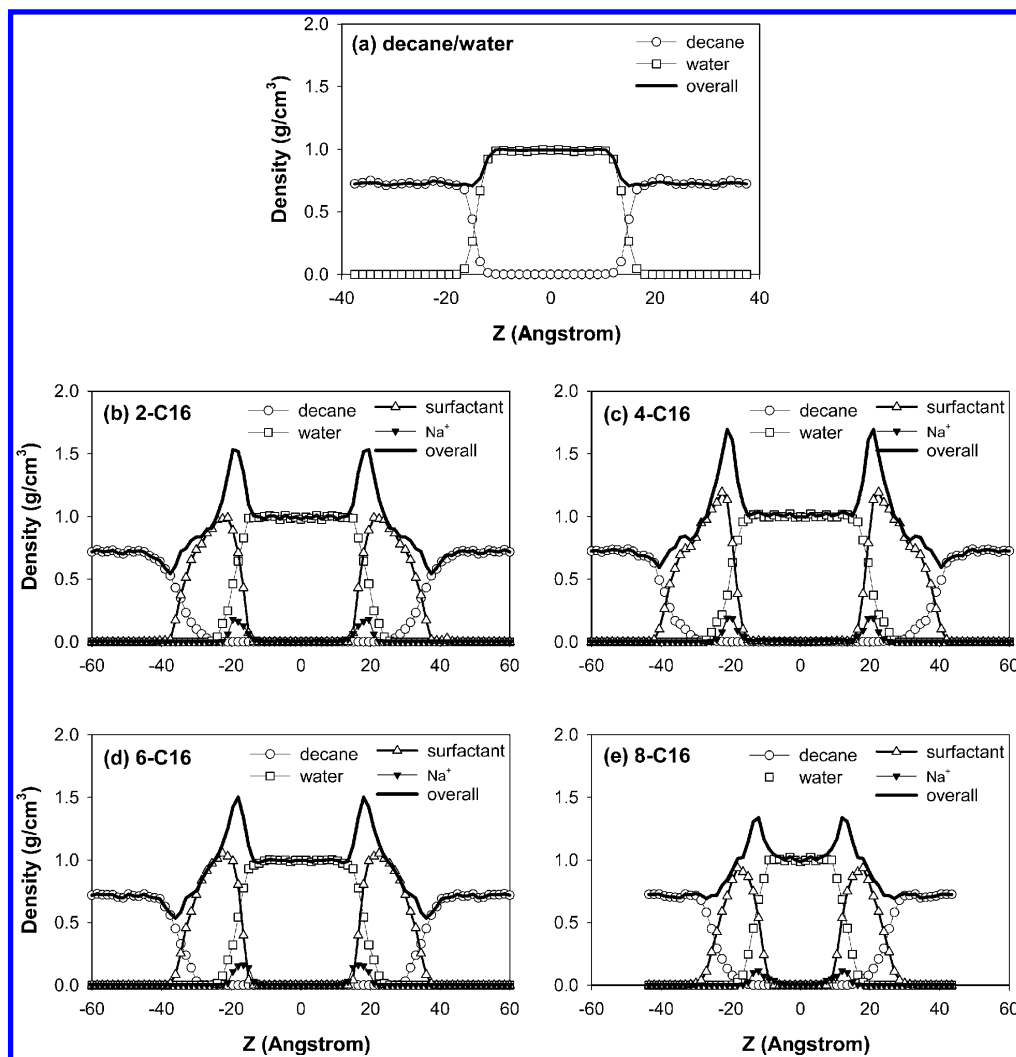 (a) decane/water
decane
water
overall
Density (g/cm³)
2.0
1.5
1.0
0.5
0.0
-40 -20 0 20 40
Z (Angstrom)
(b) 2-C16
decane
water
surfactant
Na⁺
overall
Density (g/cm³)
2.0
1.5
1.0
0.5
0.0
-60 -40 -20 0 20 40 60
(c) 4-C16
decane
water
surfactant
Na⁺
overall
2.0
1.5
1.0
0.5
0.0
-60 -40 -20 0 20 40 60
(d) 6-C16
decane
water
surfactant
Na⁺
overall
Density (g/cm³)
2.0
1.5
1.0
0.5
0.0
-60 -40 -20 0 20 40 60
Z (Angstrom)
(e) 8-C16
decane
water
surfactant
Na⁺
overall
2.0
1.5
1.0
0.5
0.0
-60 -40 -20 0 20 40 60
Z (Angstrom)